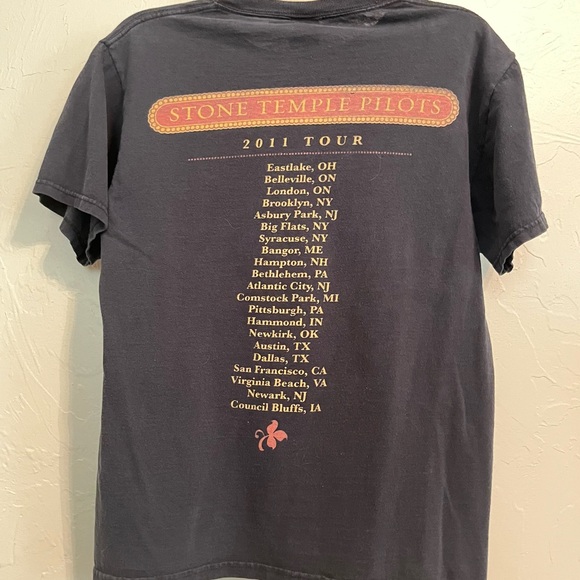 STONE TEMPLE PILOTS
2011 TOUR
Eastlake, OH
Belleville, ON
London, ON
Brooklyn, NY
Asbury Park, NJ
Big Flats, NY
Syracuse, NY
Bangor, ME
Hampton, NH
Bethlehem, PA
Atlantic City, NJ
Comstock Park, MI
Pittsburgh, PA
Hammond, IN
Newkirk, OK
Austin, TX
Dallas, TX
San Francisco, CA
Virginia Beach, VA
Newark, NJ
Council Bluffs, IA